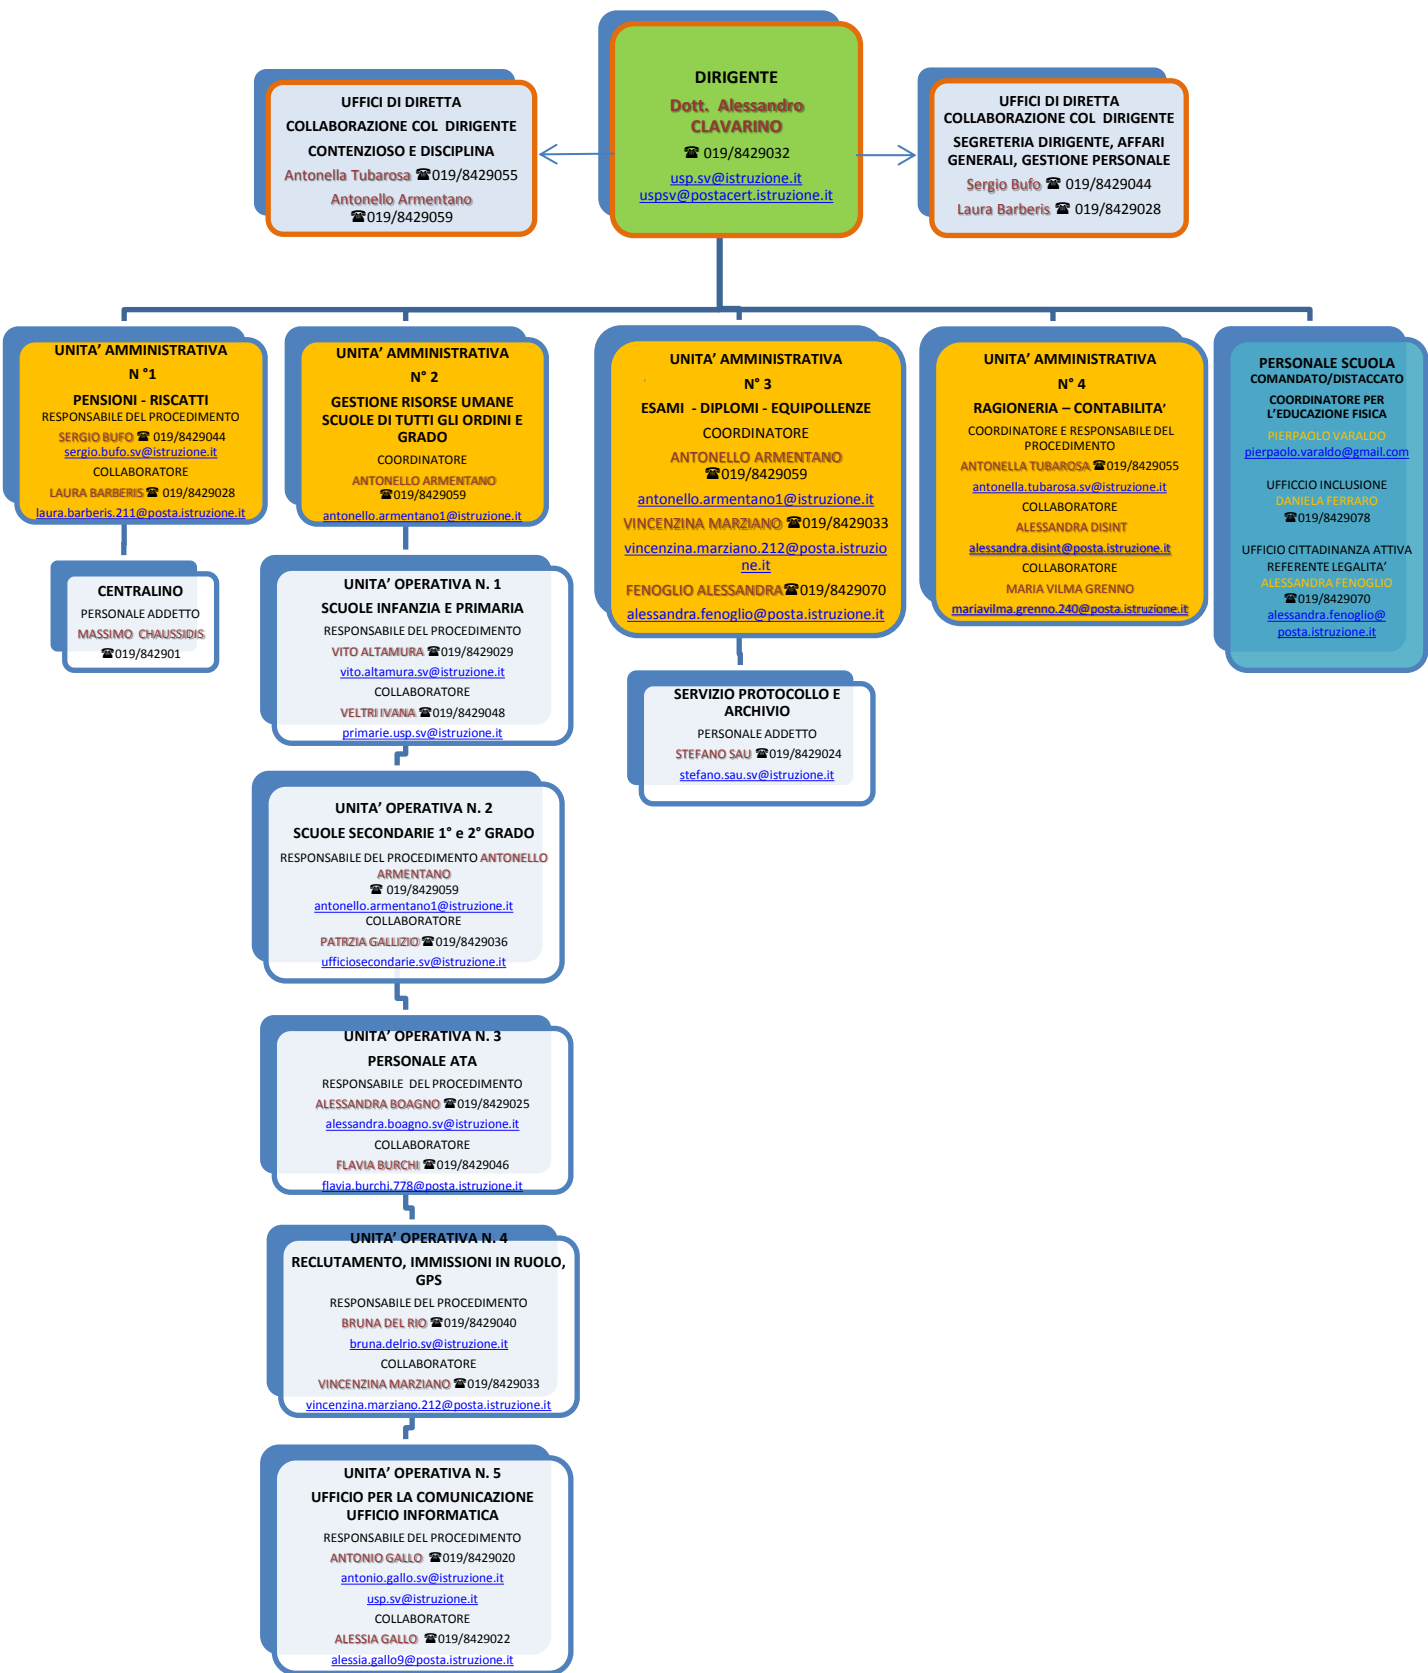 DIRIGENTE
Dott. Alessandro
CLAVARINO
☎ 019/8429032
usp.sv@istruzione.it
uspsv@postacert.istruzione.it
UFFICI DI DIRETTA
COLLABORAZIONE COL DIRIGENTE
CONTENZIOSO E DISCIPLINA
Antonella Tubarosa ☎019/8429055
Antonello Armentano
☎019/8429059
UFFICI DI DIRETTA
COLLABORAZIONE COL DIRIGENTE
SEGRETERIA DIRIGENTE, AFFARI
GENERALI, GESTIONE PERSONALE
Sergio Bufo ☎ 019/8429044
Laura Barberis ☎ 019/8429028
UNITA’ AMMINISTRATIVA
N °1
PENSIONI - RISCATTI
RESPONSABILE DEL PROCEDIMENTO
SERGIO BUFO ☎ 019/8429044
sergio.bufo.sv@istruzione.it
COLLABORATORE
LAURA BARBERIS ☎ 019/8429028
laura.barberis.211@posta.istruzione.it
CENTRALINO
PERSONALE ADDETTO
MASSIMO CHAUSSIDIS
☎019/842901
UNITA’ AMMINISTRATIVA
N° 2
GESTIONE RISORSE UMANE
SCUOLE DI TUTTI GLI ORDINI E
GRADO
COORDINATORE
ANTONELLO ARMENTANO
☎019/8429059
antonello.armentano1@istruzione.it
UNITA’ OPERATIVA N. 1
SCUOLE INFANZIA E PRIMARIA
RESPONSABILE DEL PROCEDIMENTO
VITO ALTAMURA ☎019/8429029
vito.altamura.sv@istruzione.it
COLLABORATORE
VELTRI IVANA ☎019/8429048
primarie.usp.sv@istruzione.it
UNITA’ OPERATIVA N. 2
SCUOLE SECONDARIE 1° e 2° GRADO
RESPONSABILE DEL PROCEDIMENTO ANTONELLO
ARMENTANO
☎ 019/8429059
antonello.armentano1@istruzione.it
COLLABORATORE
PATRZIA GALLIZIO ☎019/8429036
ufficiosecondarie.sv@istruzione.it
UNITA’ OPERATIVA N. 3
PERSONALE ATA
RESPONSABILE DEL PROCEDIMENTO
ALESSANDRA BOAGNO ☎019/8429025
alessandra.boagno.sv@istruzione.it
COLLABORATORE
FLAVIA BURCHI ☎019/8429046
flavia.burchi.778@posta.istruzione.it
UNITA’ OPERATIVA N. 4
RECLUTAMENTO, IMMISSIONI IN RUOLO,
GPS
RESPONSABILE DEL PROCEDIMENTO
BRUNA DEL RIO ☎019/8429040
bruna.delrio.sv@istruzione.it
COLLABORATORE
VINCENZINA MARZIANO ☎019/8429033
vincenzina.marziano.212@posta.istruzione.it
UNITA’ OPERATIVA N. 5
UFFICIO PER LA COMUNICAZIONE
UFFICIO INFORMATICA
RESPONSABILE DEL PROCEDIMENTO
ANTONIO GALLO ☎019/8429020
antonio.gallo.sv@istruzione.it
usp.sv@istruzione.it
COLLABORATORE
ALESSIA GALLO ☎019/8429022
alessia.gallo9@posta.istruzione.it
UNITA’ AMMINISTRATIVA
N° 3
ESAMI - DIPLOMI - EQUIPOLLENZE
COORDINATORE
ANTONELLO ARMENTANO
☎019/8429059
antonello.armentano1@istruzione.it
VINCENZINA MARZIANO ☎019/8429033
vincenzina.marziano.212@posta.istruzio
ne.it
FENOGLIO ALESSANDRA☎019/8429070
alessandra.fenoglio@posta.istruzione.it
SERVIZIO PROTOCOLLO E
ARCHIVIO
PERSONALE ADDETTO
STEFANO SAU ☎019/8429024
stefano.sau.sv@istruzione.it
UNITA’ AMMINISTRATIVA
N° 4
RAGIONERIA – CONTABILITA’
COORDINATORE E RESPONSABILE DEL
PROCEDIMENTO
ANTONELLA TUBAROSA ☎019/8429055
antonella.tubarosa.sv@istruzione.it
COLLABORATORE
ALESSANDRA DISINT
alessandra.disint@posta.istruzione.it
COLLABORATORE
MARIA VILMA GRENNO
mariavilma.grenno.240@posta.istruzione.it
PERSONALE SCUOLA
COMANDATO/DISTACCATO
COORDINATORE PER
L’EDUCAZIONE FISICA
PIERPAOLO VARALDO
pierpaolo.varaldo@gmail.com
UFFICCIO INCLUSIONE
DANIELA FERRARO
☎019/8429078
UFFICIO CITTADINANZA ATTIVA
REFERENTE LEGALITA’
ALESSANDRA FENOGLIO
☎019/8429070
alessandra.fenoglio@
posta.istruzione.it